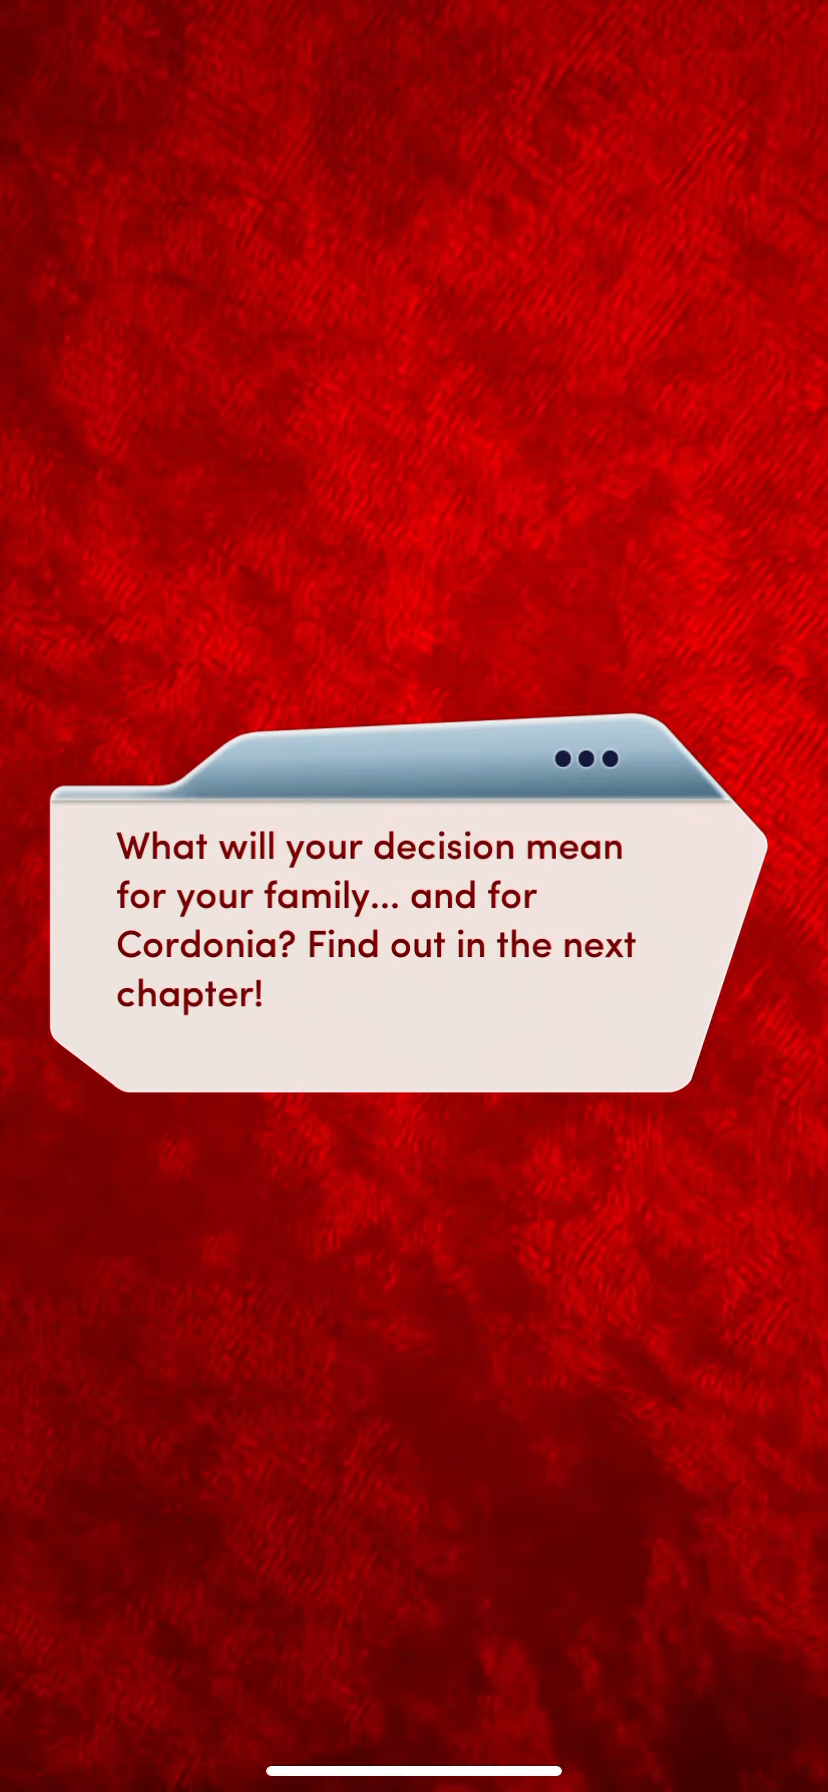 What will your decision mean
for your family... and for
Cordonia? Find out in the next
chapter!